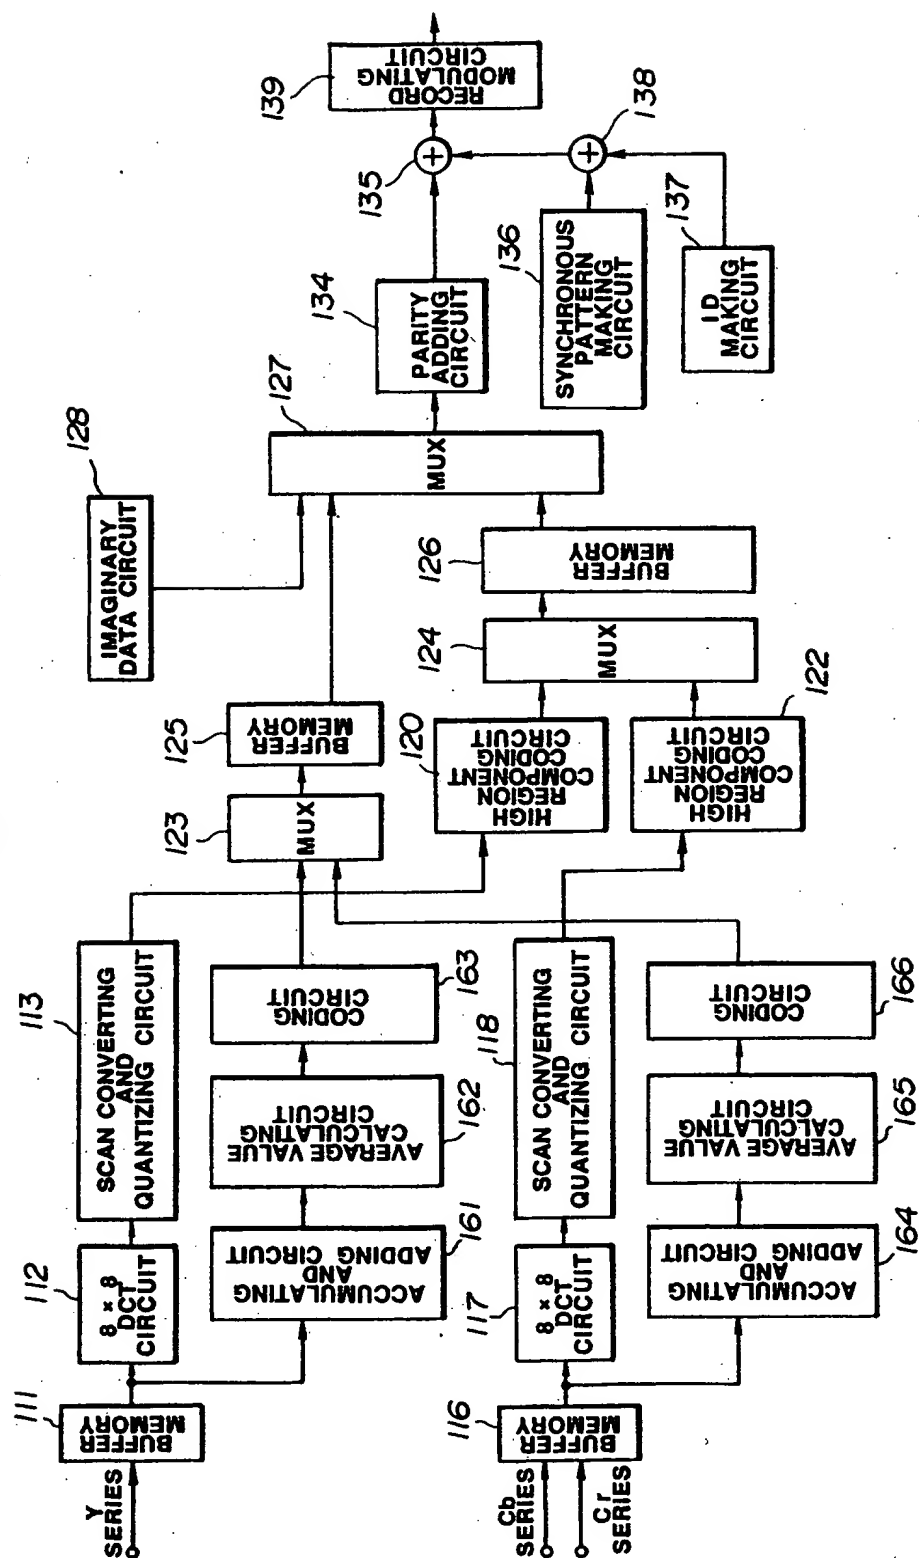 Y
SERIES
111
BUFFER
MEMORY
112
8 × 8
DCT
CIRCUIT
113
SCAN CONVERTING
AND
QUANTIZING CIRCUIT
161
ACCUMULATING
AND
ADDING CIRCUIT
162
AVERAGE VALUE
CALCULATING
CIRCUIT
163
CODING
CIRCUIT
Cb
SERIES
Cr
SERIES
116
BUFFER
MEMORY
117
8 × 8
DCT
CIRCUIT
118
SCAN CONVERTING
AND
QUANTIZING CIRCUIT
164
ACCUMULATING
AND
ADDING CIRCUIT
165
AVERAGE VALUE
CALCULATING
CIRCUIT
166
CODING
CIRCUIT
123
MUX
125
BUFFER
MEMORY
120
HIGH
REGION
COMPONENT
CODING
CIRCUIT
122
HIGH
REGION
COMPONENT
CODING
CIRCUIT
124
MUX
126
BUFFER
MEMORY
128
IMAGINARY
DATA CIRCUIT
127
MUX
134
PARITY
ADDING
CIRCUIT
135
+
136
SYNCHRONOUS
PATTERN
MAKING
CIRCUIT
137
ID
MAKING
CIRCUIT
138
+
139
RECORD
MODULATING
CIRCUIT